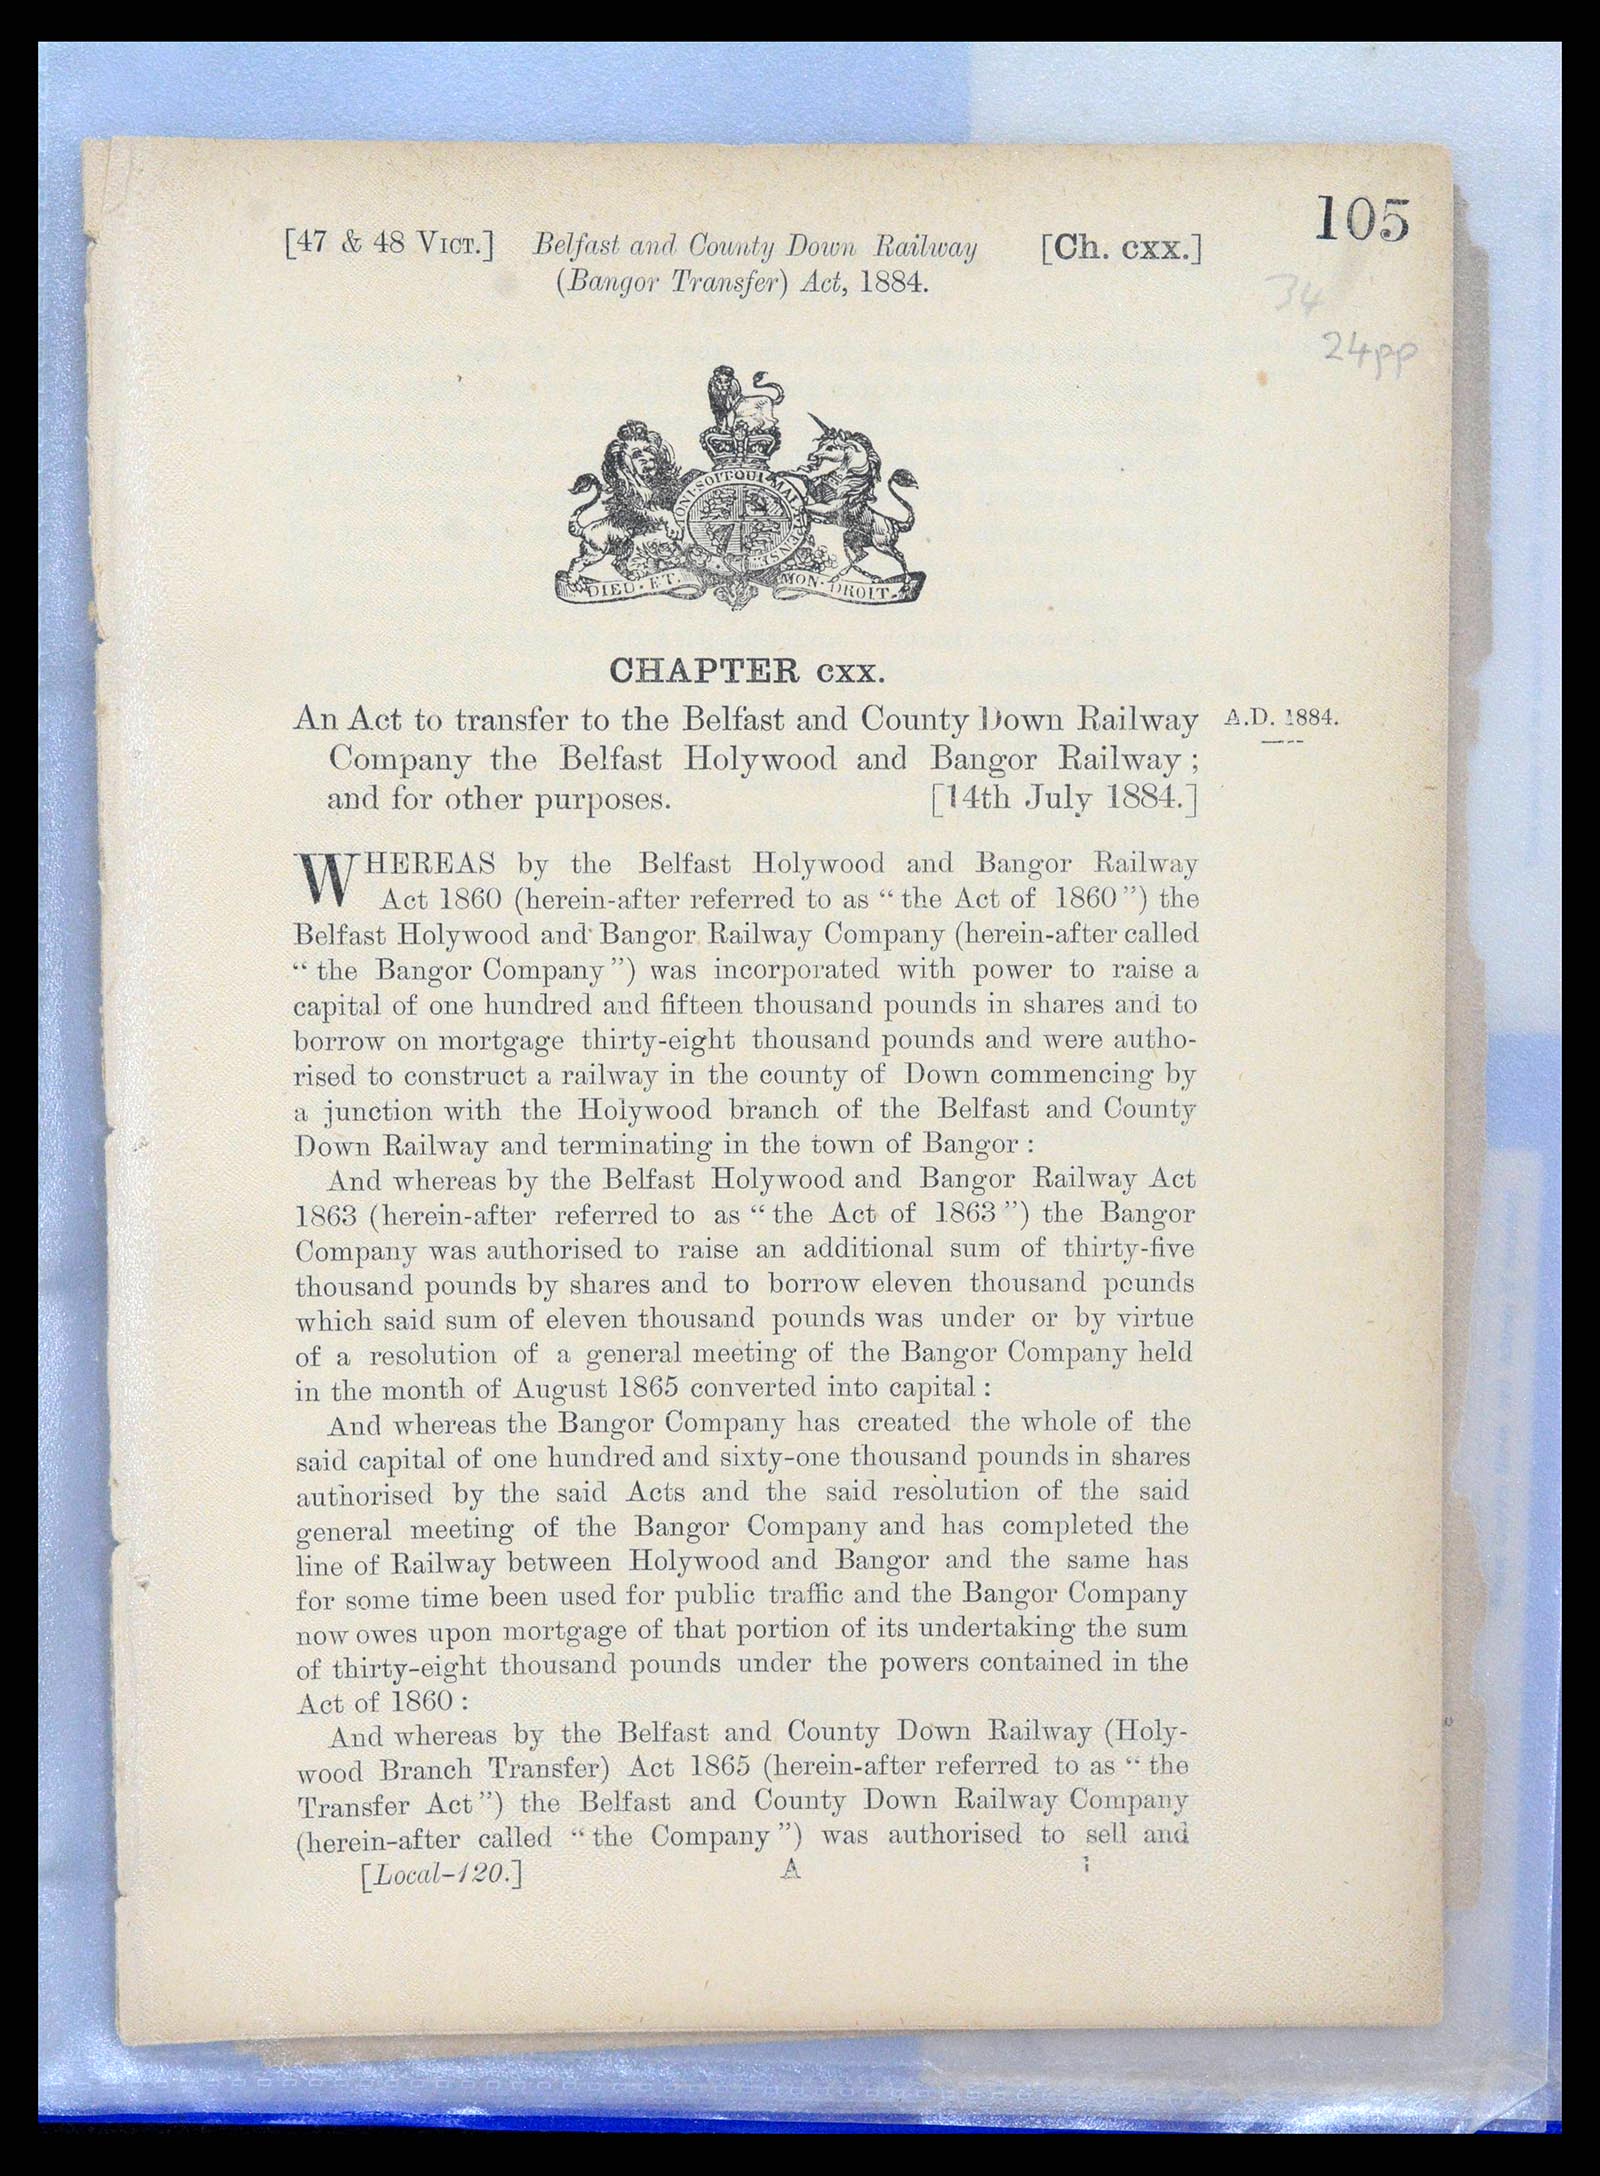 105
[47 & 48 VICT.] Belfast and County Down Railway [Ch. cxx.]
(Bangor Transfer) Act, 1884.
34
24pp
HONI·SOIT·QUI·MAL·Y·PENSE
DIEU·ET· MON·DROIT.
CHAPTER cxx.
An Act to transfer to the Belfast and County Down Railway A.D. 1884.
Company the Belfast Holywood and Bangor Railway;
and for other purposes. [14th July 1884.]
WHEREAS by the Belfast Holywood and Bangor Railway
Act 1860 (herein-after referred to as “the Act of 1860”) the
Belfast Holywood and Bangor Railway Company (herein-after called
“the Bangor Company”) was incorporated with power to raise a
capital of one hundred and fifteen thousand pounds in shares and to
borrow on mortgage thirty-eight thousand pounds and were autho-
rised to construct a railway in the county of Down commencing by
a junction with the Holywood branch of the Belfast and County
Down Railway and terminating in the town of Bangor:
And whereas by the Belfast Holywood and Bangor Railway Act
1863 (herein-after referred to as “the Act of 1863”) the Bangor
Company was authorised to raise an additional sum of thirty-five
thousand pounds by shares and to borrow eleven thousand pounds
which said sum of eleven thousand pounds was under or by virtue
of a resolution of a general meeting of the Bangor Company held
in the month of August 1865 converted into capital:
And whereas the Bangor Company has created the whole of the
said capital of one hundred and sixty-one thousand pounds in shares
authorised by the said Acts and the said resolution of the said
general meeting of the Bangor Company and has completed the
line of Railway between Holywood and Bangor and the same has
for some time been used for public traffic and the Bangor Company
now owes upon mortgage of that portion of its undertaking the sum
of thirty-eight thousand pounds under the powers contained in the
Act of 1860:
And whereas by the Belfast and County Down Railway (Holy-
wood Branch Transfer) Act 1865 (herein-after referred to as “the
Transfer Act”) the Belfast and County Down Railway Company
(herein-after called “the Company”) was authorised to sell and
[Local-120.] A 1